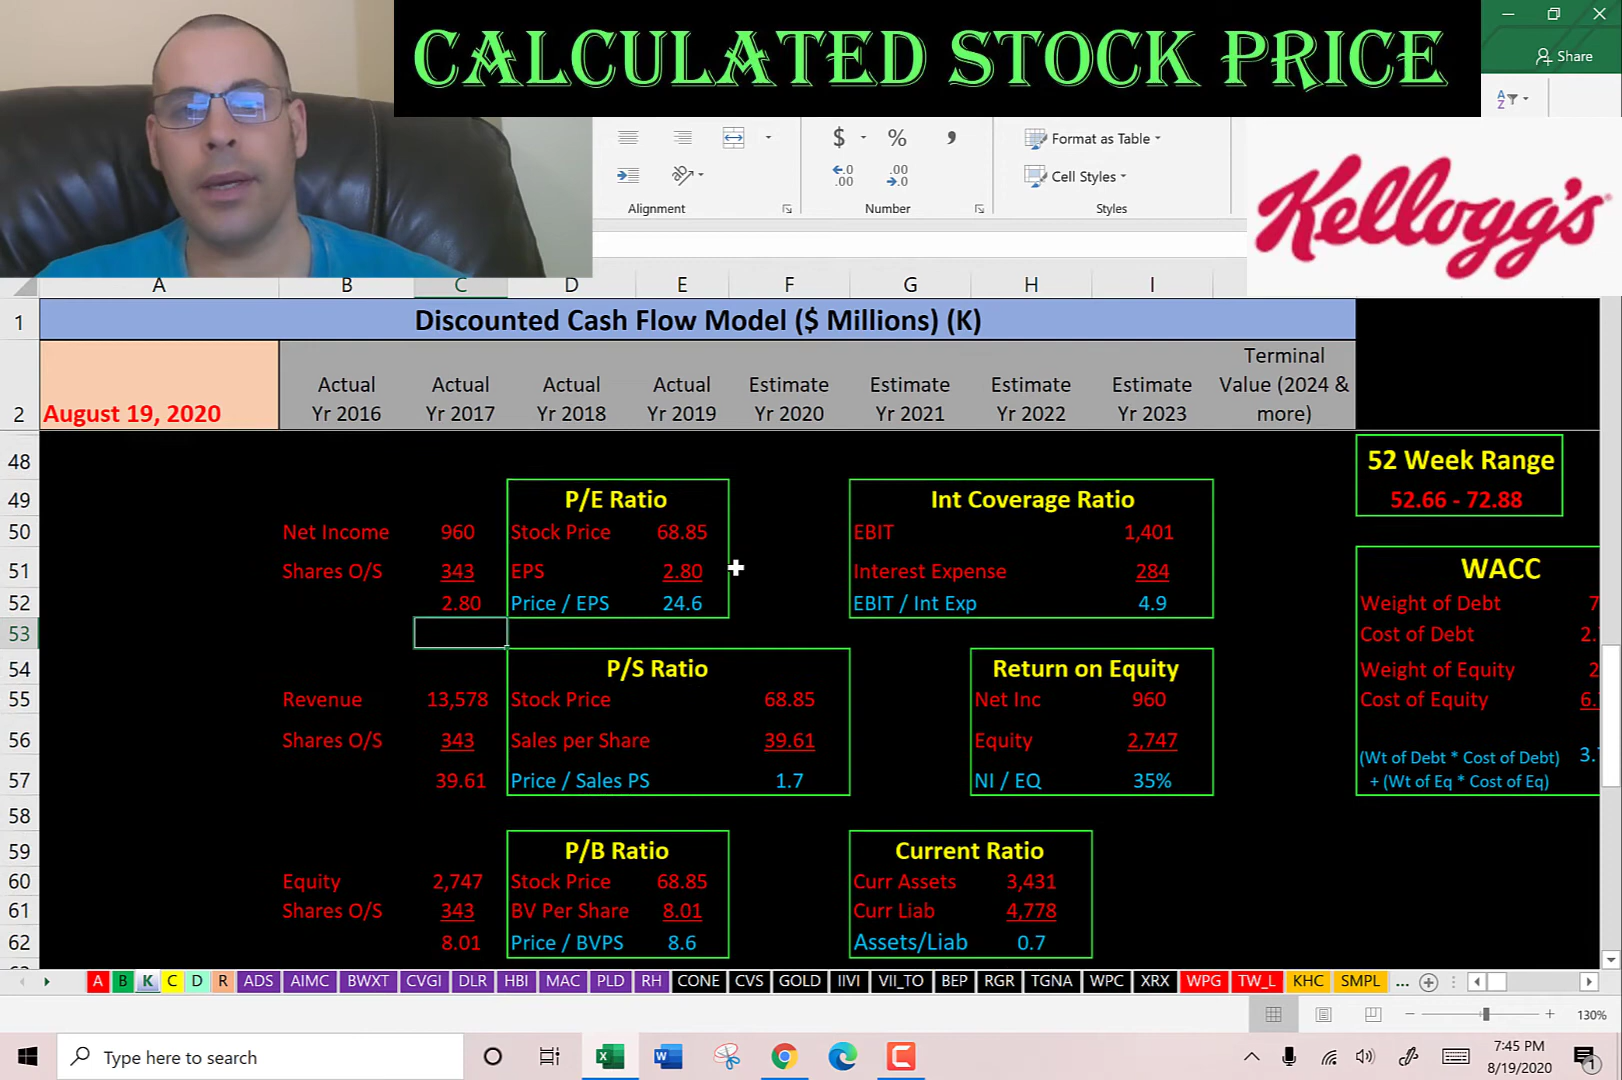 CALCULATED STOCK PRICE
Share
Format as Table
Cell Styles
Alignment
Number
Styles
Kellogg's
A B C D E F G H I
1 Discounted Cash Flow Model ($ Millions) (K)
Terminal
Actual Actual Actual Actual Estimate Estimate Estimate Estimate Value (2024 &
2 August 19, 2020 Yr 2016 Yr 2017 Yr 2018 Yr 2019 Yr 2020 Yr 2021 Yr 2022 Yr 2023 more)
48 52 Week Range
49 P/E Ratio Int Coverage Ratio 52.66 - 72.88
50 Net Income 960 Stock Price 68.85 EBIT 1,401
51 Shares O/S 343 EPS 2.80 Interest Expense 284 WACC
52 2.80 Price / EPS 24.6 EBIT / Int Exp 4.9 Weight of Debt
53 Cost of Debt
54 P/S Ratio Return on Equity Weight of Equity
55 Revenue 13,578 Stock Price 68.85 Net Inc 960 Cost of Equity
56 Shares O/S 343 Sales per Share 39.61 Equity 2,747 (Wt of Debt * Cost of Debt)
57 39.61 Price / Sales PS 1.7 NI / EQ 35% + (Wt of Eq * Cost of Eq)
58
59 P/B Ratio Current Ratio
60 Equity 2,747 Stock Price 68.85 Curr Assets 3,431
61 Shares O/S 343 BV Per Share 8.01 Curr Liab 4,778
62 8.01 Price / BVPS 8.6 Assets/Liab 0.7
A B K C D R ADS AIMC BWXT CVGI DLR HBI MAC PLD RH CONE CVS GOLD IIVI VII_TO BEP RGR TGNA WPC XRX WPG TW_L KHC SMPL ...
130%
Type here to search
7:45 PM
8/19/2020